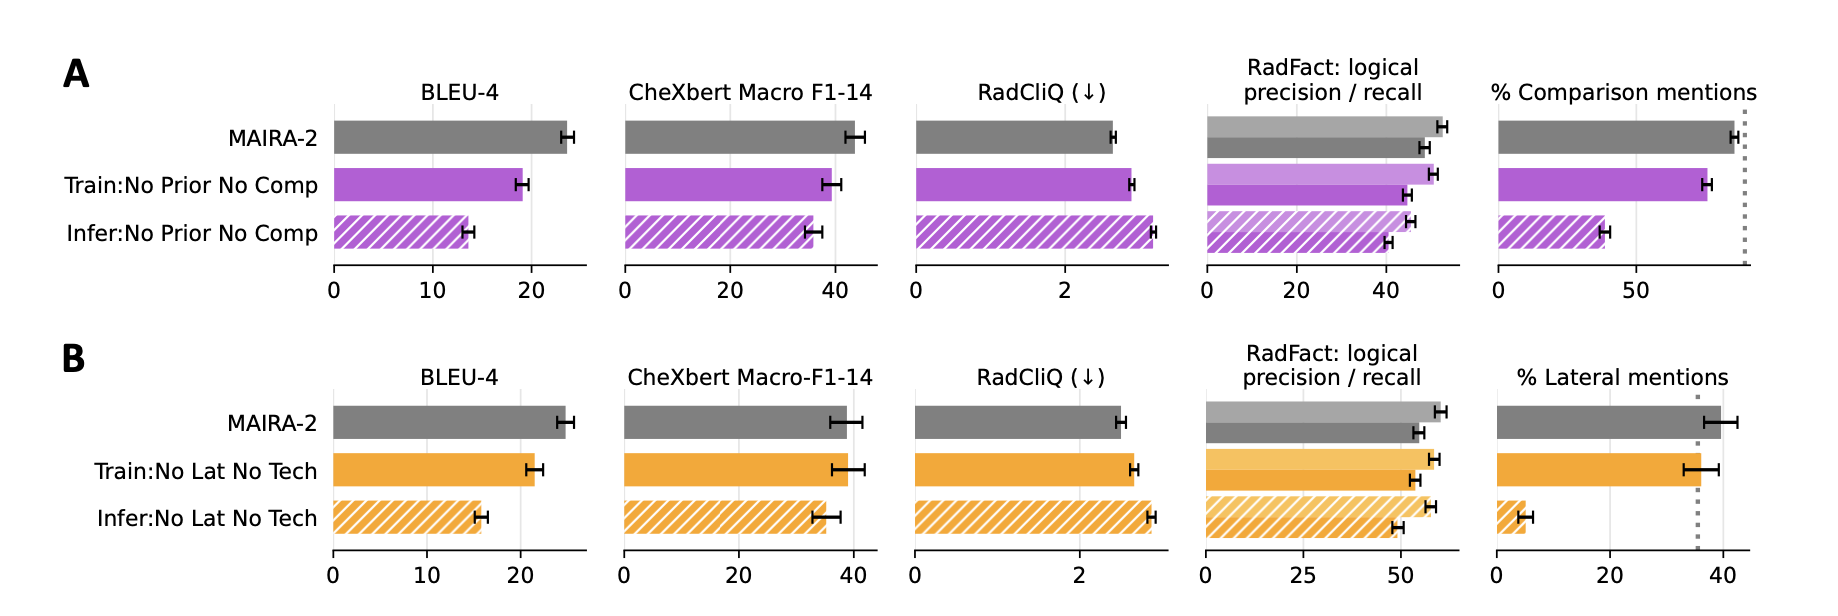 A
BLEU-4
CheXbert Macro F1-14
RadCliQ (↓)
RadFact: logical
precision / recall
% Comparison mentions
MAIRA-2
Train:No Prior No Comp
Infer:No Prior No Comp
0 10 20
0 20 40
0 2
0 20 40
0 50
B
BLEU-4
CheXbert Macro-F1-14
RadCliQ (↓)
RadFact: logical
precision / recall
% Lateral mentions
MAIRA-2
Train:No Lat No Tech
Infer:No Lat No Tech
0 10 20
0 20 40
0 2
0 25 50
0 20 40